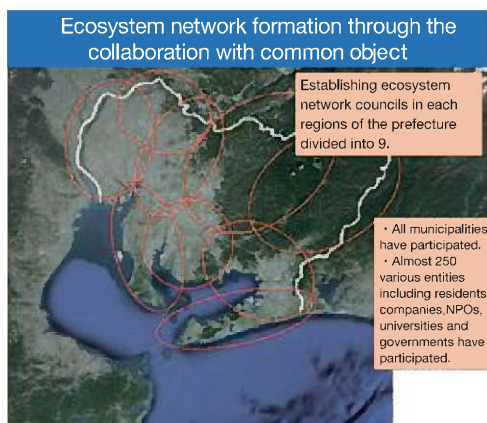 Ecosystem network formation through the
collaboration with common object
Establishing ecosystem
network councils in each
regions of the prefecture
divided into 9.
・All municipalities
have participated.
・Almost 250
various entities
including residents
companies,NPOs,
universities and
governments have
participated.